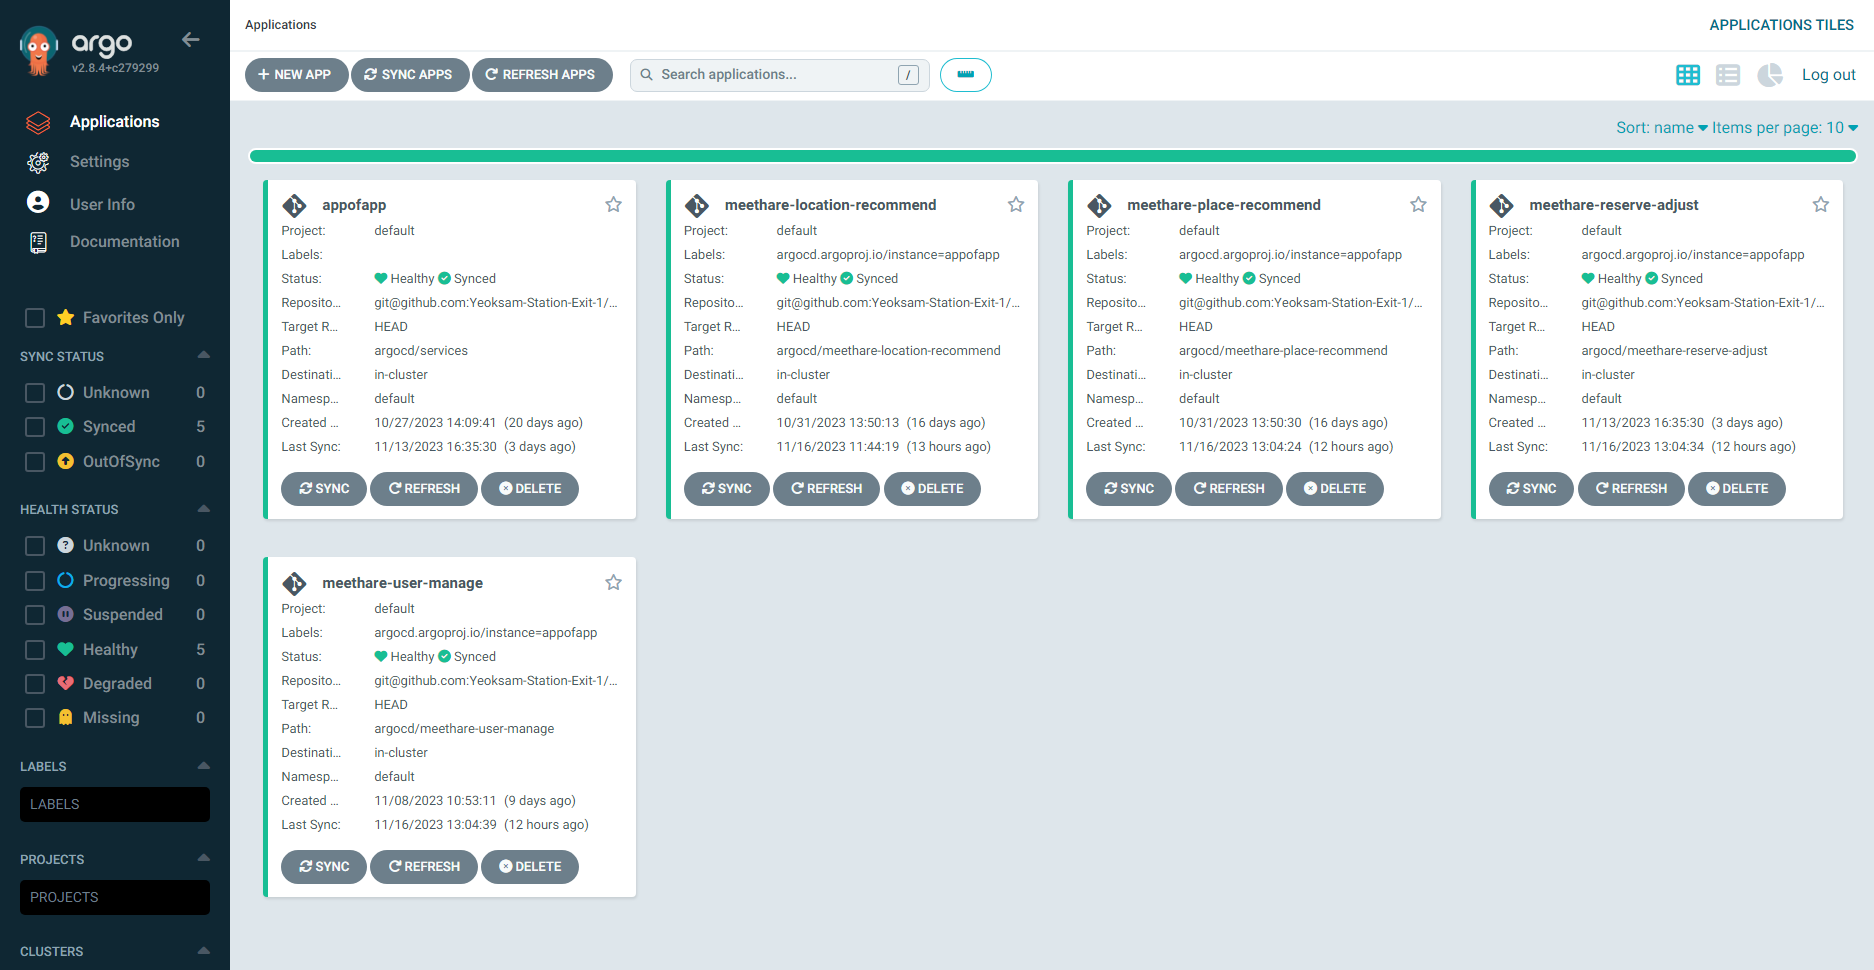 argo
v2.8.4+c279299
Applications
Settings
User Info
Documentation
Favorites Only
SYNC STATUS
Unknown 0
Synced 5
OutOfSync 0
HEALTH STATUS
Unknown 0
Progressing 0
Suspended 0
Healthy 5
Degraded 0
Missing 0
LABELS
LABELS
PROJECTS
PROJECTS
CLUSTERS
Applications
APPLICATIONS TILES
NEW APP SYNC APPS REFRESH APPS Search applications... / Log out
Sort: name Items per page: 10
appofapp
Project: default
Labels:
Status: Healthy Synced
Reposito... git@github.com:Yeoksam-Station-Exit-1/...
Target R... HEAD
Path: argocd/services
Destinati... in-cluster
Namesp... default
Created ... 10/27/2023 14:09:41 (20 days ago)
Last Sync: 11/13/2023 16:35:30 (3 days ago)
SYNC REFRESH DELETE
meethare-location-recommend
Project: default
Labels: argocd.argoproj.io/instance=appofapp
Status: Healthy Synced
Reposito... git@github.com:Yeoksam-Station-Exit-1/...
Target R... HEAD
Path: argocd/meethare-location-recommend
Destinati... in-cluster
Namesp... default
Created ... 10/31/2023 13:50:13 (16 days ago)
Last Sync: 11/16/2023 11:44:19 (13 hours ago)
SYNC REFRESH DELETE
meethare-place-recommend
Project: default
Labels: argocd.argoproj.io/instance=appofapp
Status: Healthy Synced
Reposito... git@github.com:Yeoksam-Station-Exit-1/...
Target R... HEAD
Path: argocd/meethare-place-recommend
Destinati... in-cluster
Namesp... default
Created ... 10/31/2023 13:50:30 (16 days ago)
Last Sync: 11/16/2023 13:04:24 (12 hours ago)
SYNC REFRESH DELETE
meethare-reserve-adjust
Project: default
Labels: argocd.argoproj.io/instance=appofapp
Status: Healthy Synced
Reposito... git@github.com:Yeoksam-Station-Exit-1/...
Target R... HEAD
Path: argocd/meethare-reserve-adjust
Destinati... in-cluster
Namesp... default
Created ... 11/13/2023 16:35:30 (3 days ago)
Last Sync: 11/16/2023 13:04:34 (12 hours ago)
SYNC REFRESH DELETE
meethare-user-manage
Project: default
Labels: argocd.argoproj.io/instance=appofapp
Status: Healthy Synced
Reposito... git@github.com:Yeoksam-Station-Exit-1/...
Target R... HEAD
Path: argocd/meethare-user-manage
Destinati... in-cluster
Namesp... default
Created ... 11/08/2023 10:53:11 (9 days ago)
Last Sync: 11/16/2023 13:04:39 (12 hours ago)
SYNC REFRESH DELETE